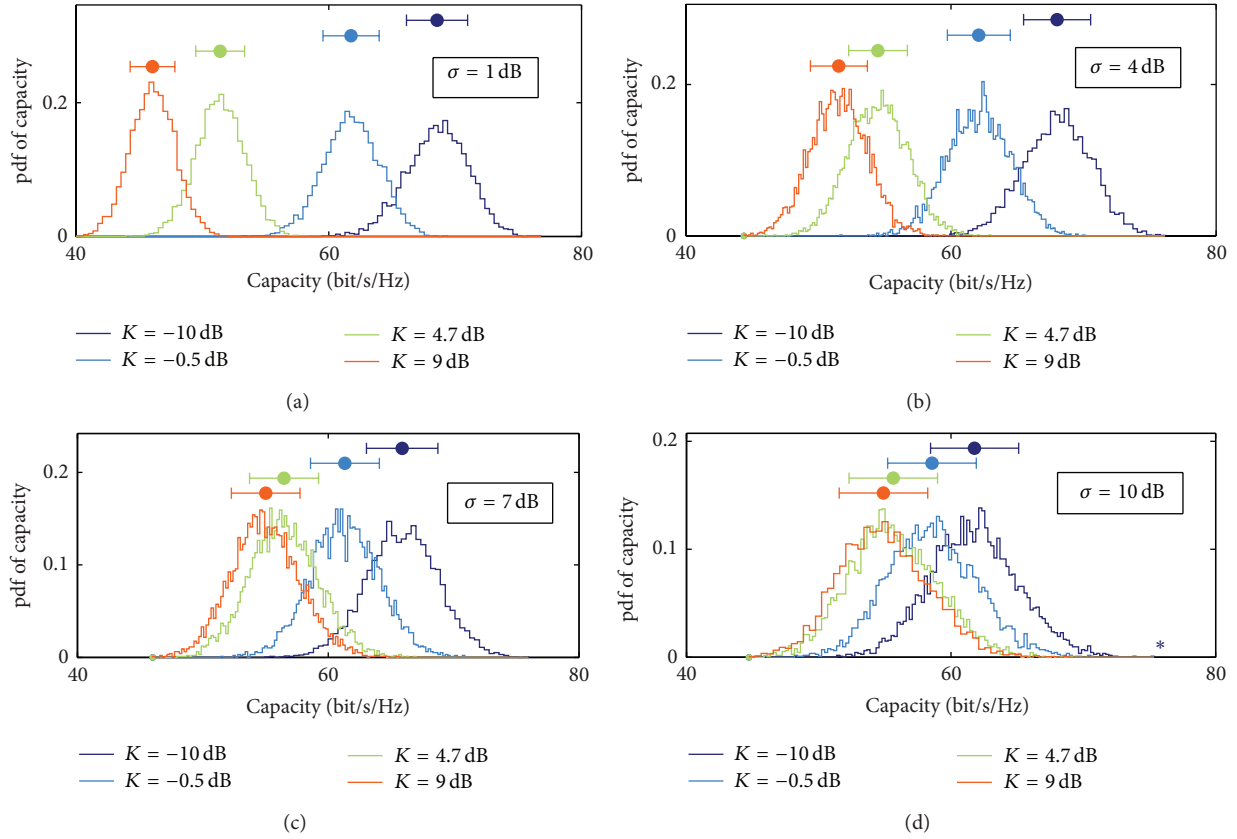 pdf of capacity
0.2
0
σ = 1 dB
40
60
80
Capacity (bit/s/Hz)
K = −10 dB
K = −0.5 dB
K = 4.7 dB
K = 9 dB
(a)
pdf of capacity
0.2
0
σ = 4 dB
40
60
80
Capacity (bit/s/Hz)
K = −10 dB
K = −0.5 dB
K = 4.7 dB
K = 9 dB
(b)
pdf of capacity
0.2
0.1
0
σ = 7 dB
40
60
80
Capacity (bit/s/Hz)
K = −10 dB
K = −0.5 dB
K = 4.7 dB
K = 9 dB
(c)
pdf of capacity
0.2
0.1
0
σ = 10 dB
*
40
60
80
Capacity (bit/s/Hz)
K = −10 dB
K = −0.5 dB
K = 4.7 dB
K = 9 dB
(d)